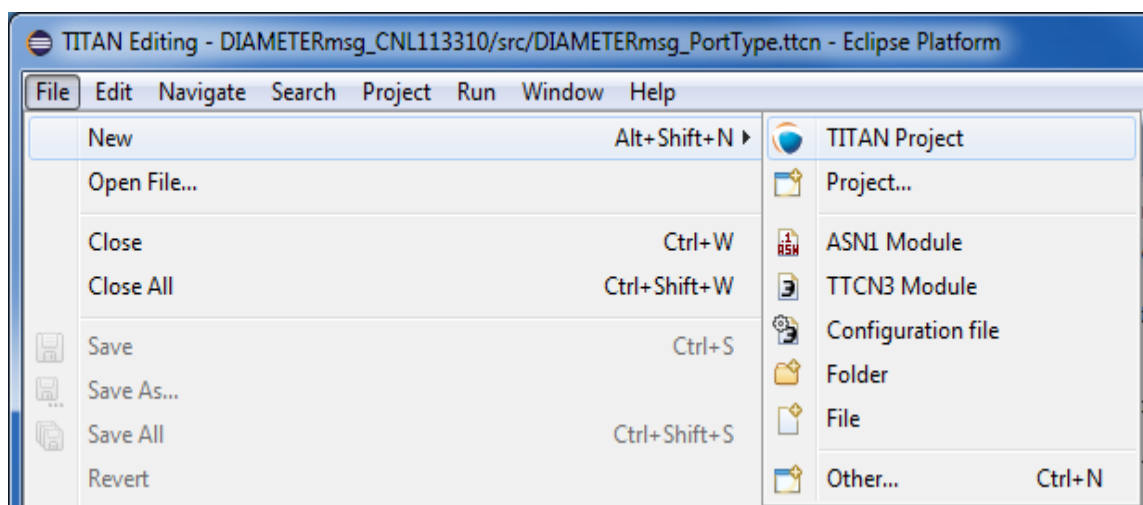 TITAN Editing - DIAMETERmsg_CNL113310/src/DIAMETERmsg_PortType.ttcn - Eclipse Platform
File Edit Navigate Search Project Run Window Help
New Alt+Shift+N
Open File...
Close Ctrl+W
Close All Ctrl+Shift+W
Save Ctrl+S
Save As...
Save All Ctrl+Shift+S
Revert
TITAN Project
Project...
ASN1 Module
TTCN3 Module
Configuration file
Folder
File
Other... Ctrl+N